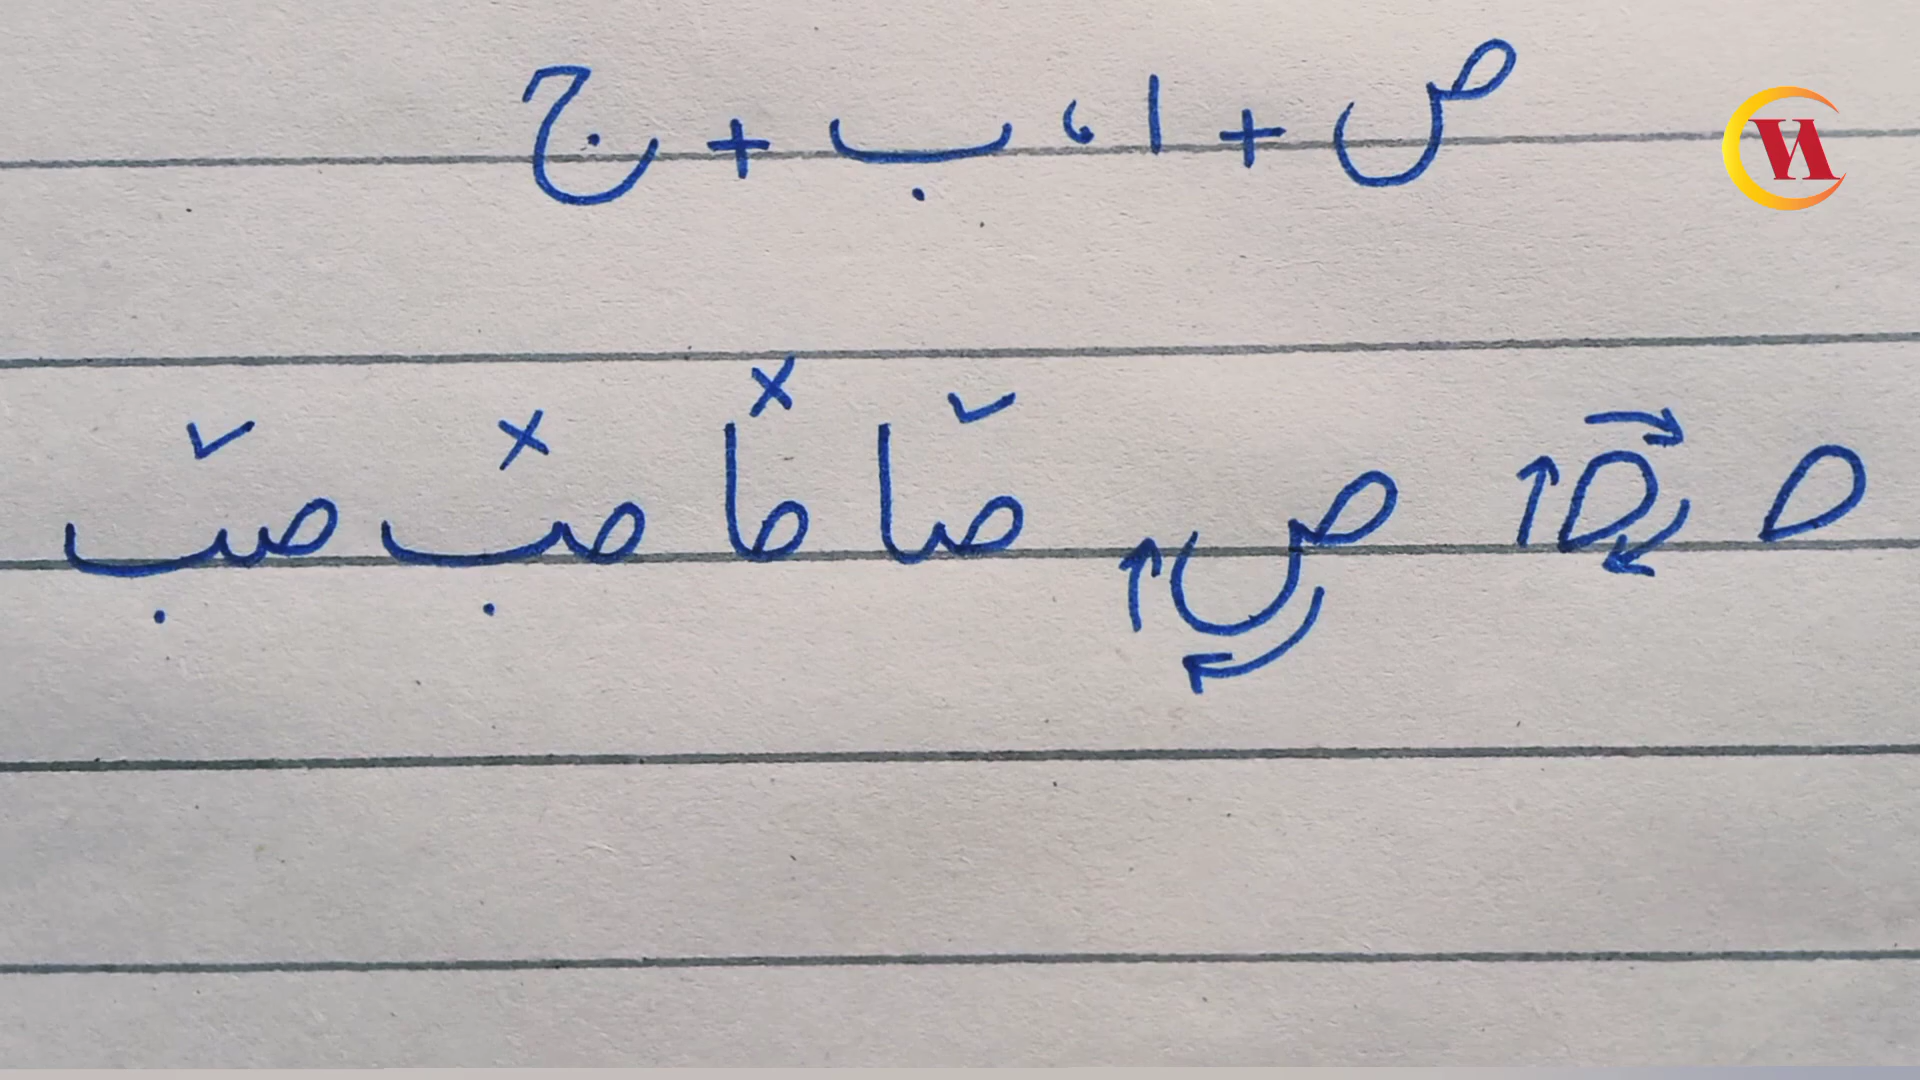 ص + ا ، ب + ج
ص صا صا صب صب